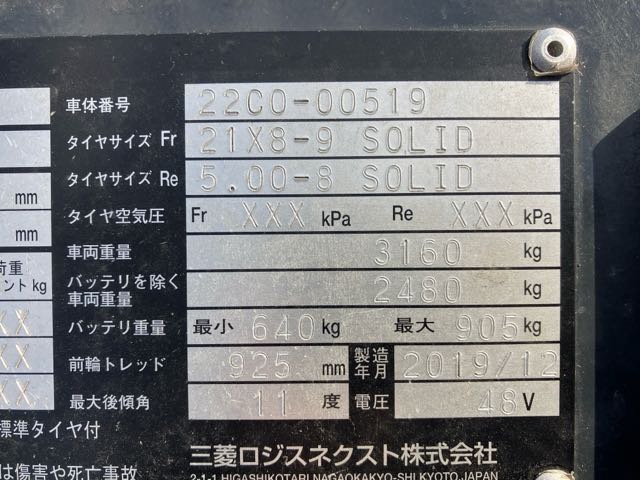 車体番号 22C0-00519
タイヤサイズ Fr 21X8-9 SOLID
タイヤサイズ Re 5.00-8 SOLID
mm
タイヤ空気圧 Fr XXX kPa Re XXX kPa
mm
車両重量 3160 kg
荷重
ント kg
バッテリを除く
車両重量 2480 kg
XX
バッテリ重量 最小 640 kg 最大 905 kg
XX
前輪トレッド 925 mm 製造年月 2019/12
XX
最大後傾角 11 度 電圧 48 V
標準タイヤ付
三菱ロジスネクスト株式会社
は傷害や死亡事故
2-1-1 HIGASHIKOTARI,NAGAOKAKYO-SHI,KYOTO,JAPAN